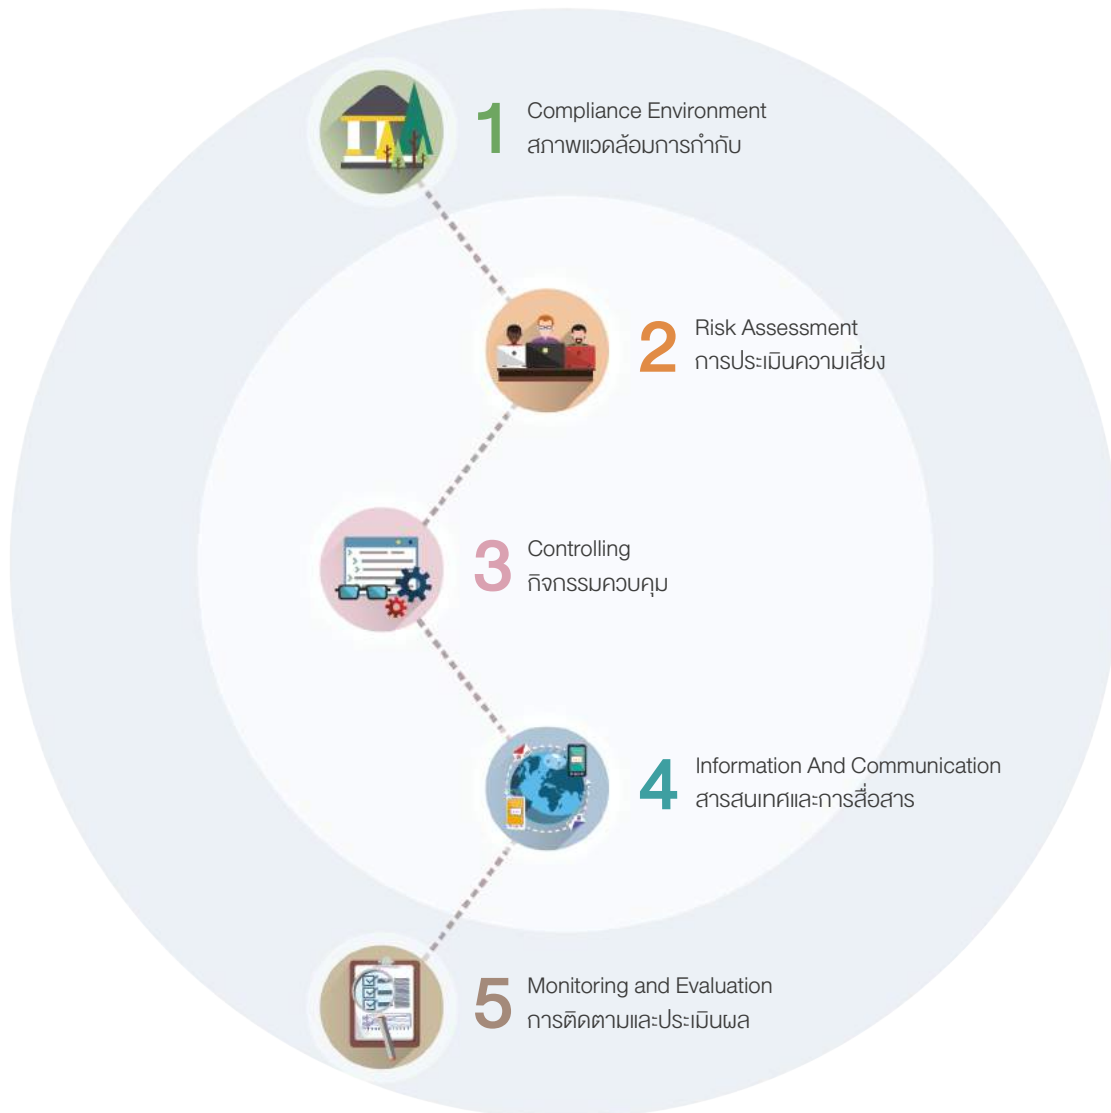 1
Compliance Environment
สภาพแวดล้อมการกำกับ
2
Risk Assessment
การประเมินความเสี่ยง
3
Controlling
กิจกรรมควบคุม
4
Information And Communication
สารสนเทศและการสื่อสาร
5
Monitoring and Evaluation
การติดตามและประเมินผล